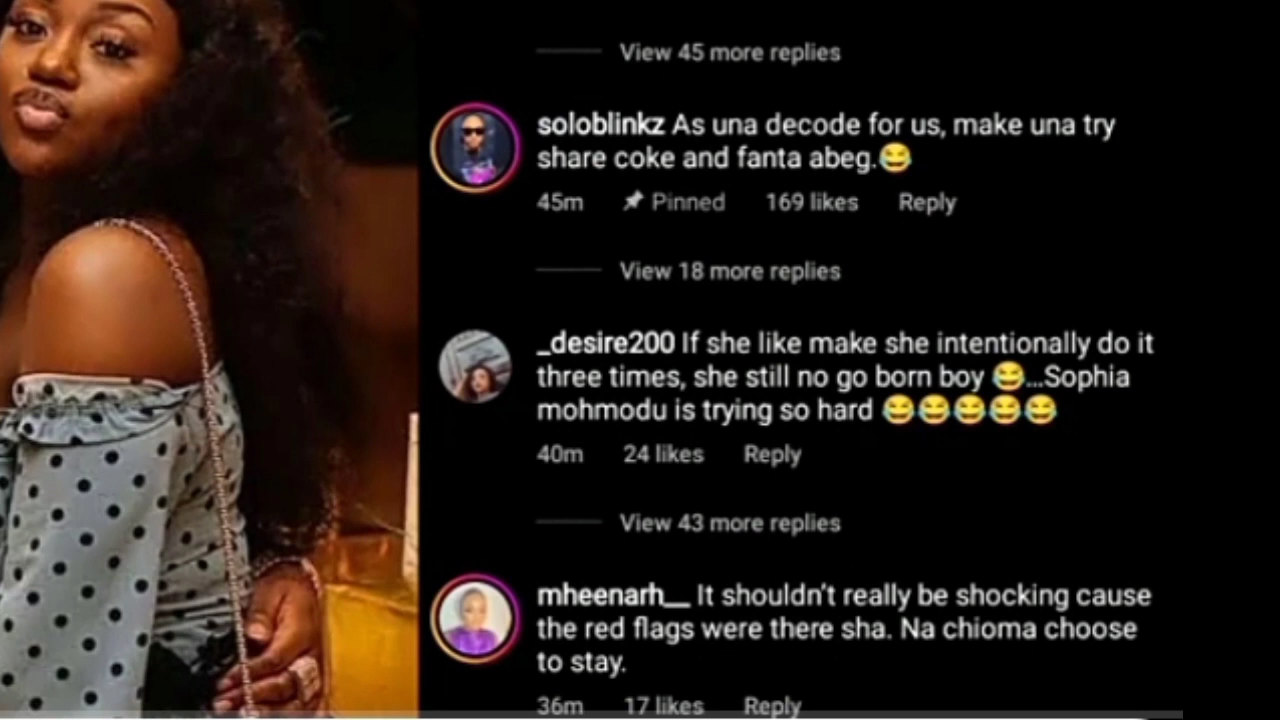 View 45 more replies
soloblinkz As una decode for us, make una try
share coke and fanta abeg.😂
45m Pinned 169 likes Reply
View 18 more replies
_desire200 If she like make she intentionally do it
three times, she still no go born boy 😂...Sophia
mohmodu is trying so hard 😂😂😂😂😂
40m 24 likes Reply
View 43 more replies
mheenarh__ It shouldn't really be shocking cause
the red flags were there sha. Na chioma choose
to stay.
36m 17 likes Reply